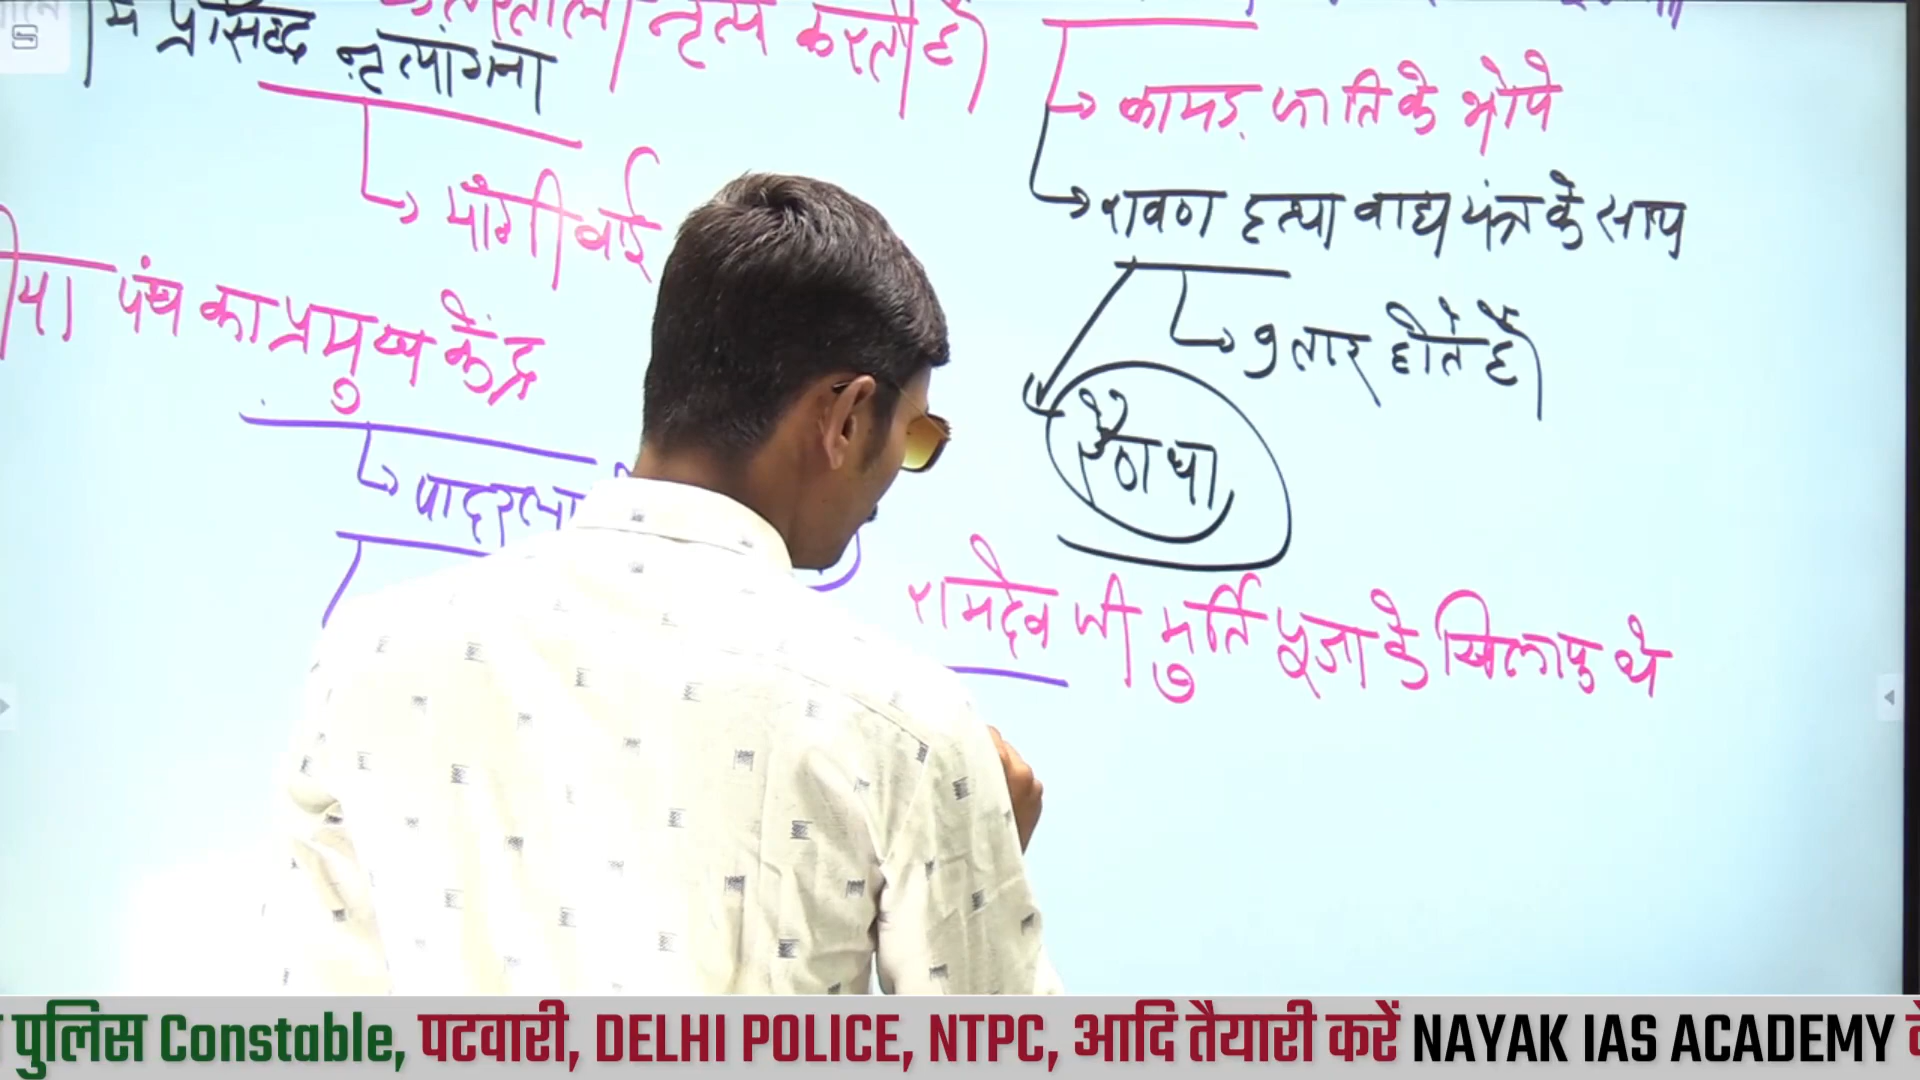 नृत्य करती है
में प्रसिद्ध नृत्यांगना
मांगी बाई
पंथ का प्रमुख केंद्र
पादरला
कामड़ जाति के भोपे
रावण हत्था वाद्य यंत्र के साथ
9 तार होते हैं
रामदेव जी मुर्ति पूजा के खिलाफ थे
पुलिस Constable, पटवारी, DELHI POLICE, NTPC, आदि तैयारी करें NAYAK IAS ACADEMY